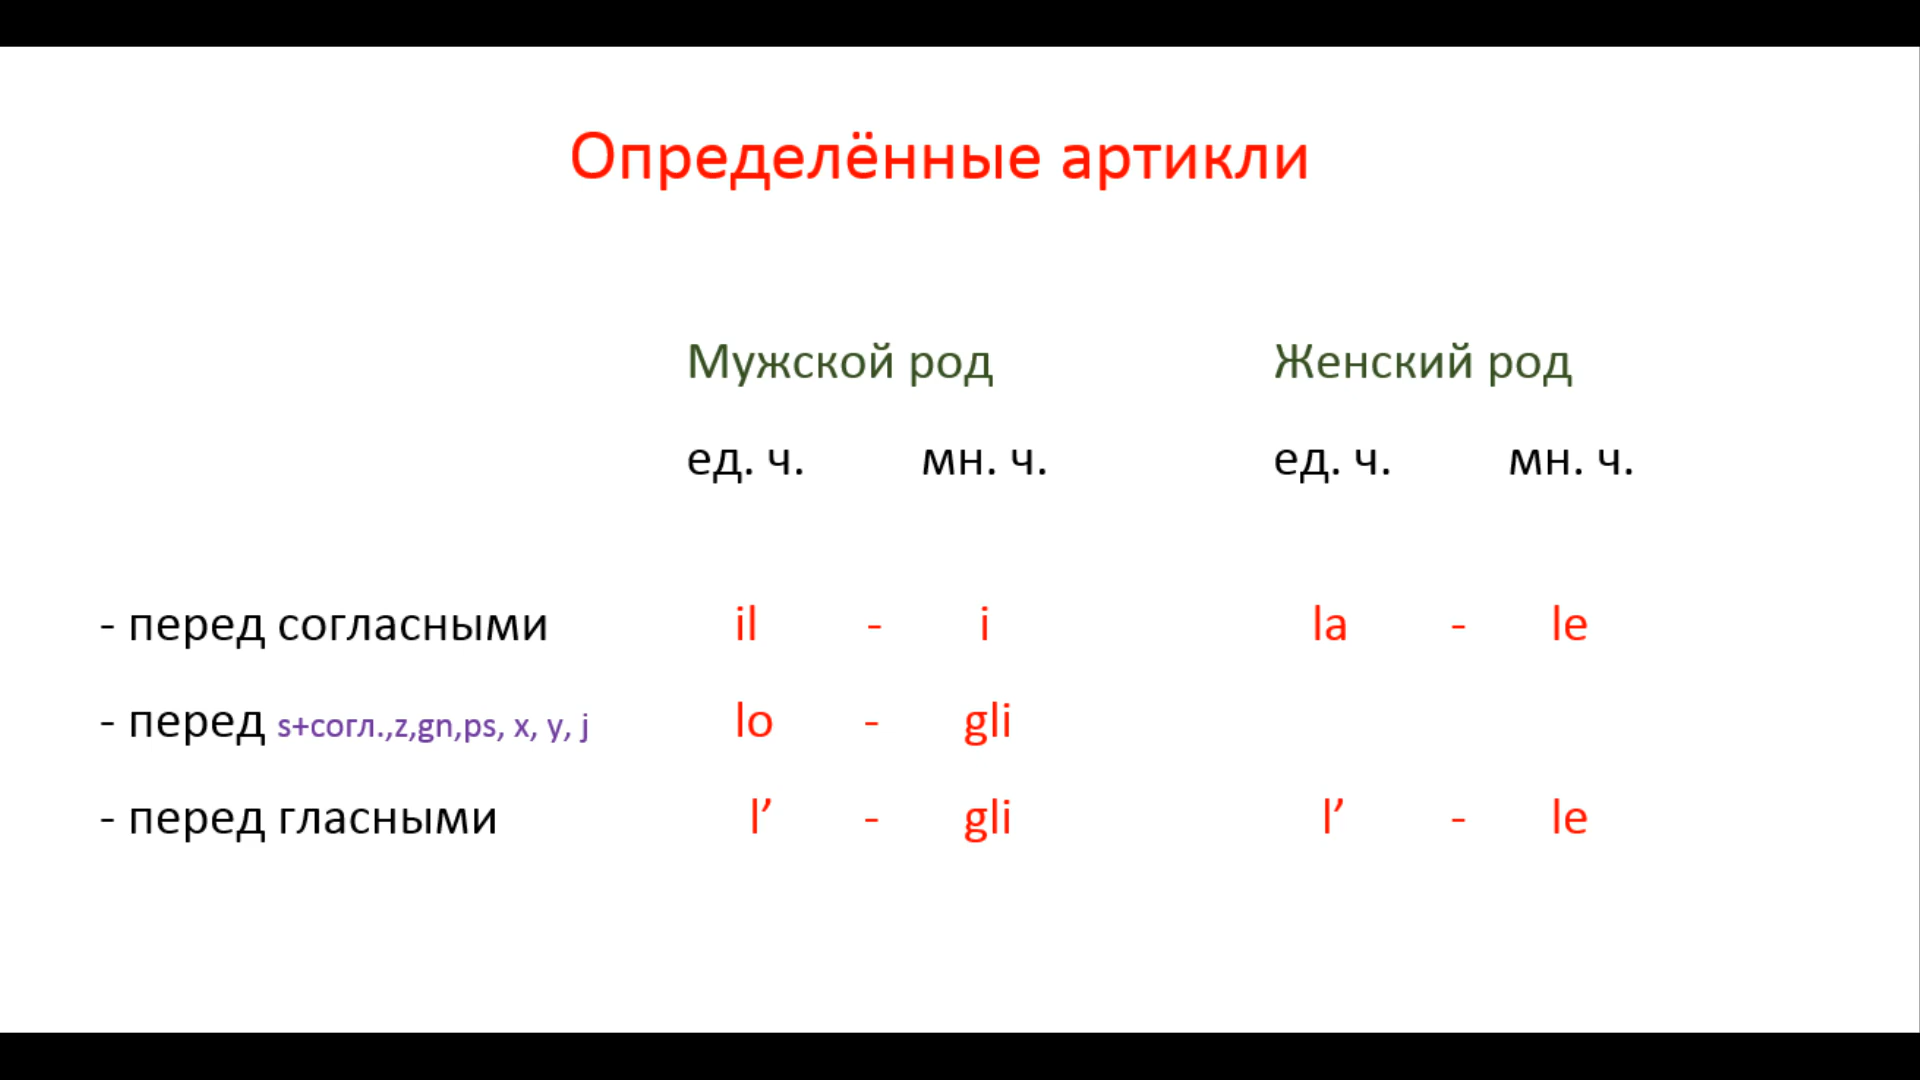 Определённые артикли
Мужской род Женский род
ед. ч. мн. ч. ед. ч. мн. ч.
- перед согласными il - i la - le
- перед s+согл.,z,gn,ps, x, y, j lo - gli
- перед гласными l’ - gli l’ - le